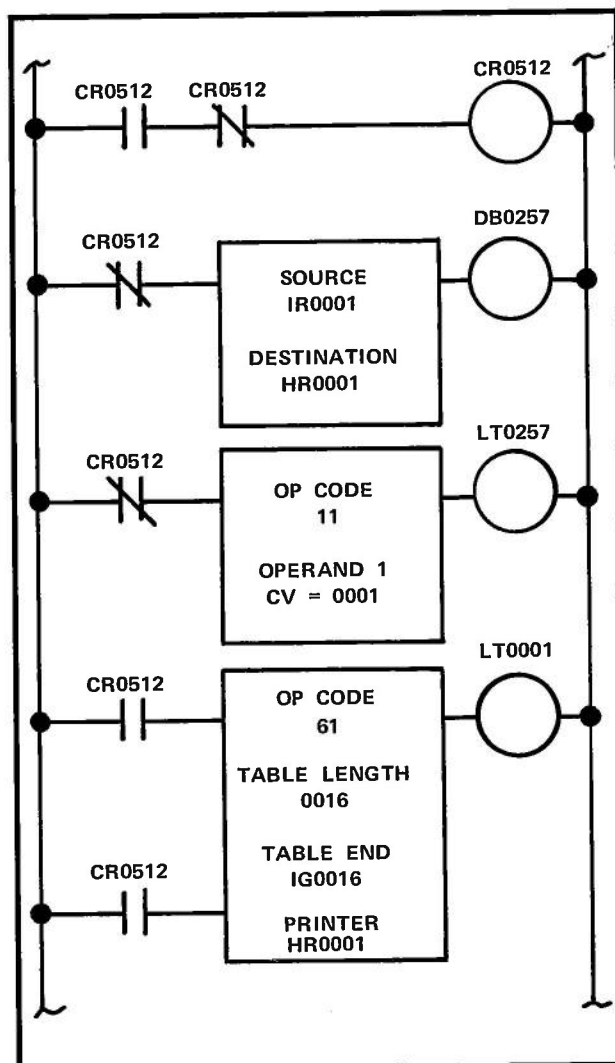 CR0512 CR0512 CR0512
CR0512 DB0257
SOURCE
IR0001
DESTINATION
HR0001
CR0512 LT0257
OP CODE
11
OPERAND 1
CV = 0001
CR0512 LT0001
OP CODE
61
TABLE LENGTH
0016
TABLE END
IG0016
CR0512
PRINTER
HR0001